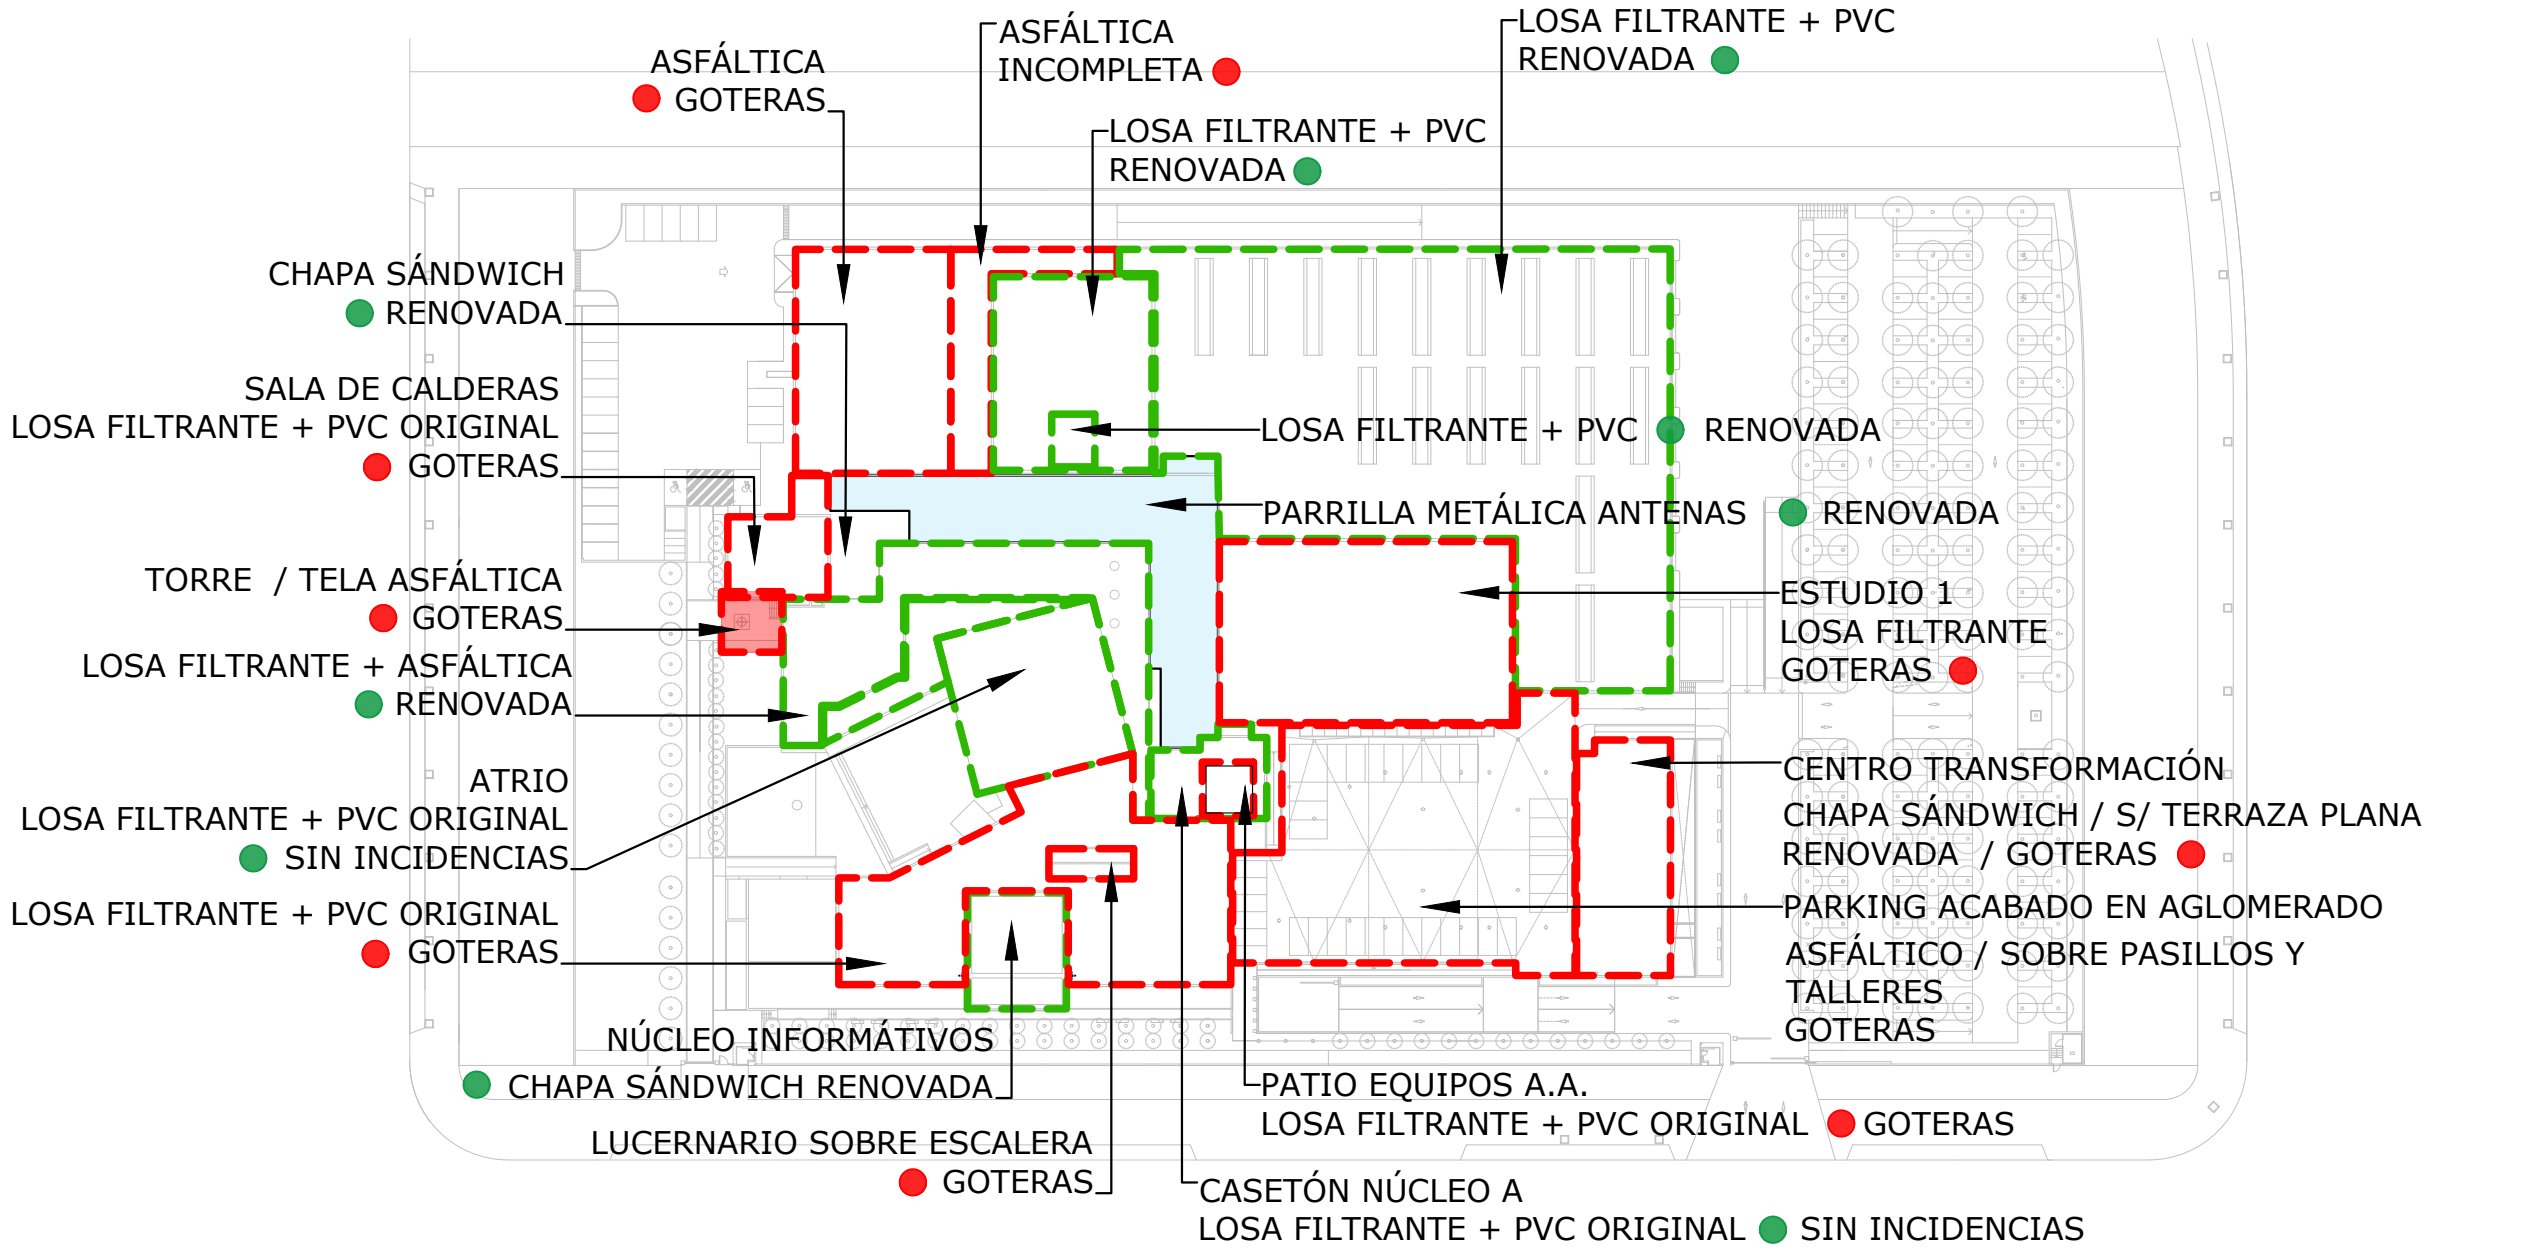 ASFÁLTICA
GOTERAS
ASFÁLTICA
INCOMPLETA
LOSA FILTRANTE + PVC
RENOVADA
LOSA FILTRANTE + PVC
RENOVADA
CHAPA SÁNDWICH
RENOVADA
SALA DE CALDERAS
LOSA FILTRANTE + PVC ORIGINAL
GOTERAS
LOSA FILTRANTE + PVC RENOVADA
PARRILLA METÁLICA ANTENAS RENOVADA
TORRE / TELA ASFÁLTICA
GOTERAS
ESTUDIO 1
LOSA FILTRANTE
GOTERAS
LOSA FILTRANTE + ASFÁLTICA
RENOVADA
ATRIO
LOSA FILTRANTE + PVC ORIGINAL
SIN INCIDENCIAS
CENTRO TRANSFORMACIÓN
CHAPA SÁNDWICH / S/ TERRAZA PLANA
RENOVADA / GOTERAS
LOSA FILTRANTE + PVC ORIGINAL
GOTERAS
PARKING ACABADO EN AGLOMERADO
ASFÁLTICO / SOBRE PASILLOS Y
TALLERES
GOTERAS
NÚCLEO INFORMÁTIVOS
CHAPA SÁNDWICH RENOVADA
PATIO EQUIPOS A.A.
LOSA FILTRANTE + PVC ORIGINAL GOTERAS
LUCERNARIO SOBRE ESCALERA
GOTERAS
CASETÓN NÚCLEO A
LOSA FILTRANTE + PVC ORIGINAL SIN INCIDENCIAS